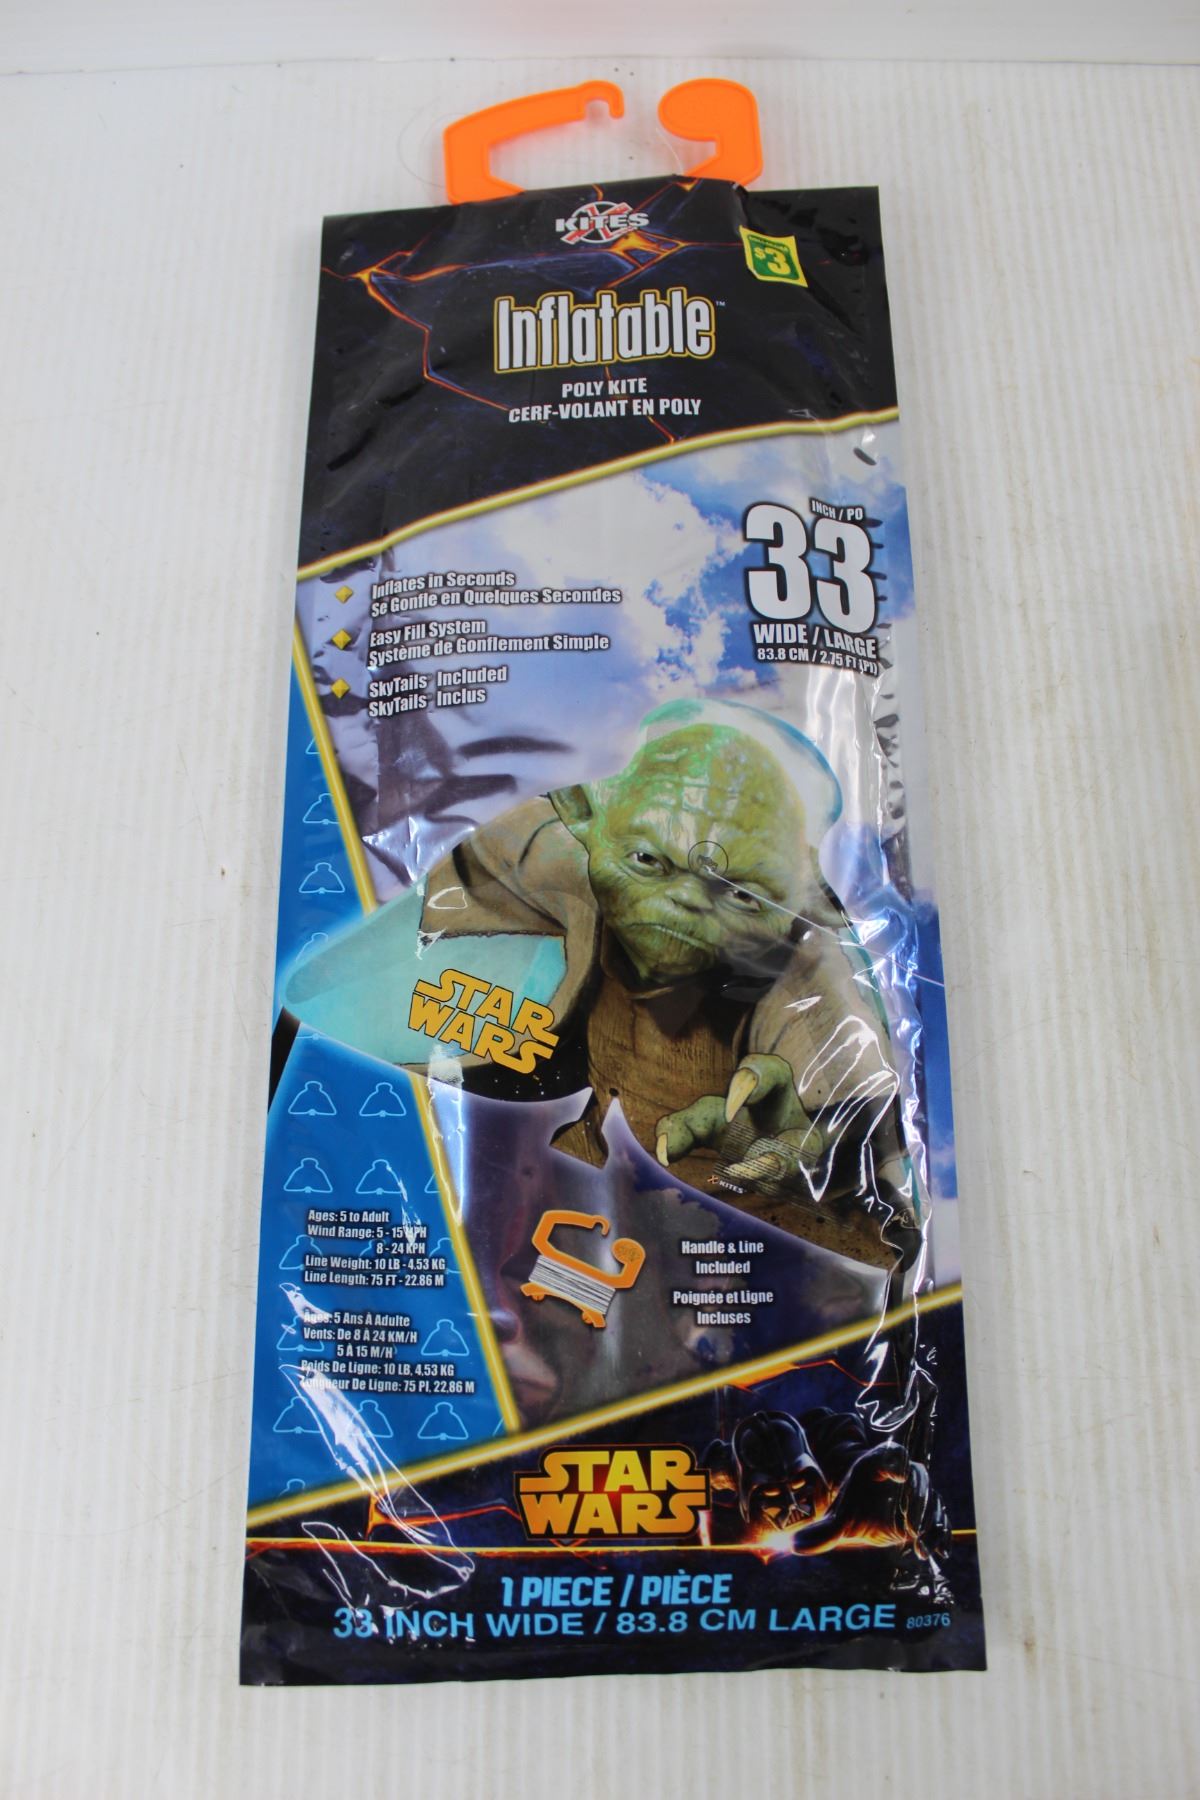 KITES
$3
Inflatable™
POLY KITE
CERF-VOLANT EN POLY
INCH / PO
33
WIDE / LARGE
83.8 CM / 2.75 FT (PI)
Inflates in Seconds
Se Gonfle en Quelques Secondes
Easy Fill System
Système de Gonflement Simple
SkyTails Included
SkyTails Inclus
STAR
WARS
KITES
Ages: 5 to Adult
Wind Range: 5 - 15 MPH
8 - 24 KPH
Line Weight: 10 LB - 4.53 KG
Line Length: 75 FT - 22.86 M
Ages: 5 Ans À Adulte
Vents: De 8 À 24 KM/H
5 À 15 M/H
Poids De Ligne: 10 LB, 4,53 KG
Longueur De Ligne: 75 PI, 22,86 M
Handle & Line
Included
Poignée et Ligne
Incluses
STAR
WARS
1 PIECE / PIÈCE
33 INCH WIDE / 83.8 CM LARGE 80376